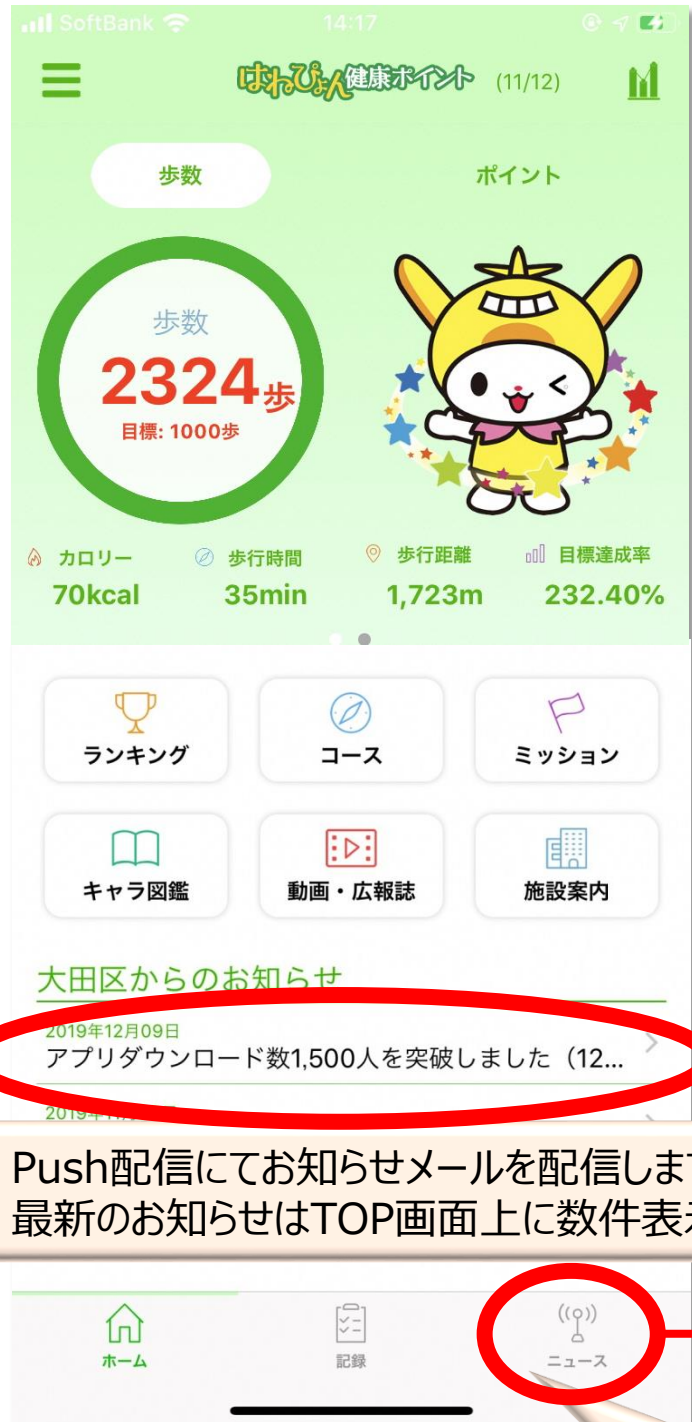 SoftBank 14:17
はねぴょん健康ポイント (11/12)
歩数 ポイント
歩数
2324歩
目標: 1000歩
カロリー 歩行時間 歩行距離 目標達成率
70kcal 35min 1,723m 232.40%
ランキング コース ミッション
キャラ図鑑 動画・広報誌 施設案内
大田区からのお知らせ
2019年12月09日
アプリダウンロード数1,500人を突破しました（12...
Push配信にてお知らせメールを配信しま
最新のお知らせはTOP画面上に数件表
ホーム 記録 ニュース